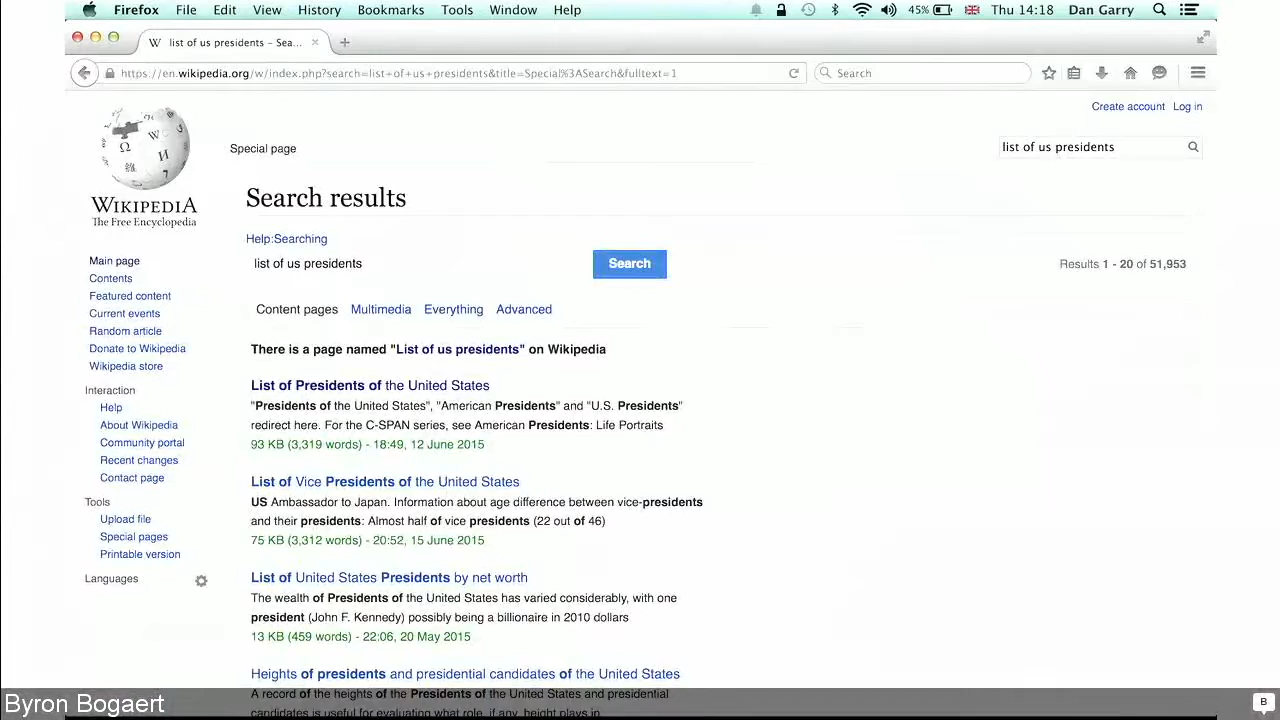 Firefox File Edit View History Bookmarks Tools Window Help 45% Thu 14:18 Dan Garry
W list of us presidents – Sea... × +
https://en.wikipedia.org/w/index.php?search=list+of+us+presidents&title=Special%3ASearch&fulltext=1 Search
Create account Log in
Special page
list of us presidents
WIKIPEDIA
The Free Encyclopedia
Search results
Help:Searching
list of us presidents Search Results 1 - 20 of 51,953
Content pages Multimedia Everything Advanced
There is a page named "List of us presidents" on Wikipedia
List of Presidents of the United States
"Presidents of the United States", "American Presidents" and "U.S. Presidents"
redirect here. For the C-SPAN series, see American Presidents: Life Portraits
93 KB (3,319 words) - 18:49, 12 June 2015
List of Vice Presidents of the United States
US Ambassador to Japan. Information about age difference between vice-presidents
and their presidents: Almost half of vice presidents (22 out of 46)
75 KB (3,312 words) - 20:52, 15 June 2015
List of United States Presidents by net worth
The wealth of Presidents of the United States has varied considerably, with one
president (John F. Kennedy) possibly being a billionaire in 2010 dollars
13 KB (459 words) - 22:06, 20 May 2015
Heights of presidents and presidential candidates of the United States
A record of the heights of the Presidents of the United States and presidential
candidates is useful for evaluating what role, if any, height plays in
Main page
Contents
Featured content
Current events
Random article
Donate to Wikipedia
Wikipedia store
Interaction
Help
About Wikipedia
Community portal
Recent changes
Contact page
Tools
Upload file
Special pages
Printable version
Languages
Byron Bogaert
B